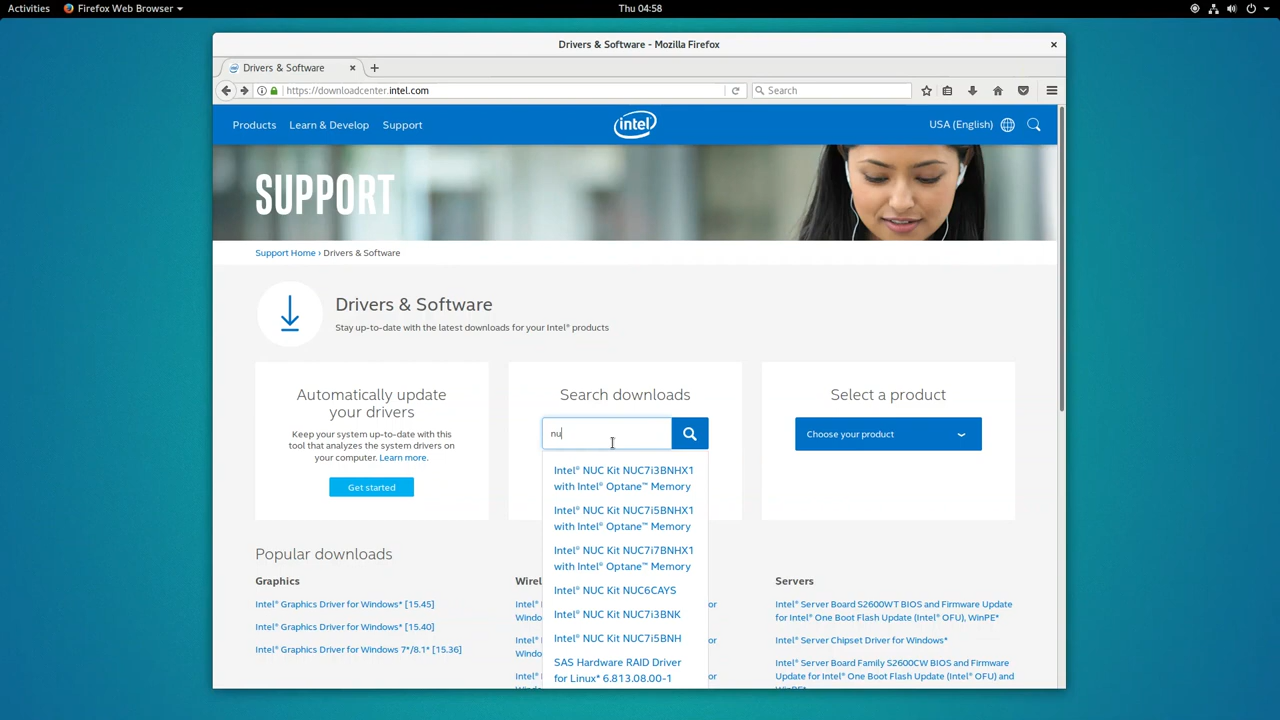 Activities Firefox Web Browser Thu 04:58
Drivers & Software - Mozilla Firefox
Drivers & Software
https://downloadcenter.intel.com Search
Products Learn & Develop Support intel USA (English)
SUPPORT
Support Home › Drivers & Software
Drivers & Software
Stay up-to-date with the latest downloads for your Intel® products
Automatically update
your drivers
Keep your system up-to-date with this
tool that analyzes the system drivers on
your computer. Learn more.
Get started
Search downloads
nu
Intel® NUC Kit NUC7i3BNHX1
with Intel® Optane™ Memory
Intel® NUC Kit NUC7i5BNHX1
with Intel® Optane™ Memory
Intel® NUC Kit NUC7i7BNHX1
with Intel® Optane™ Memory
Intel® NUC Kit NUC6CAYS
Intel® NUC Kit NUC7i3BNK
Intel® NUC Kit NUC7i5BNH
SAS Hardware RAID Driver
for Linux* 6.813.08.00-1
Select a product
Choose your product
Popular downloads
Graphics
Intel® Graphics Driver for Windows* [15.45]
Intel® Graphics Driver for Windows* [15.40]
Intel® Graphics Driver for Windows 7*/8.1* [15.36]
Servers
Intel® Server Board S2600WT BIOS and Firmware Update
for Intel® One Boot Flash Update (Intel® OFU), WinPE*
Intel® Server Chipset Driver for Windows*
Intel® Server Board Family S2600CW BIOS and Firmware
Update for Intel® One Boot Flash Update (Intel® OFU) and
WinPE*